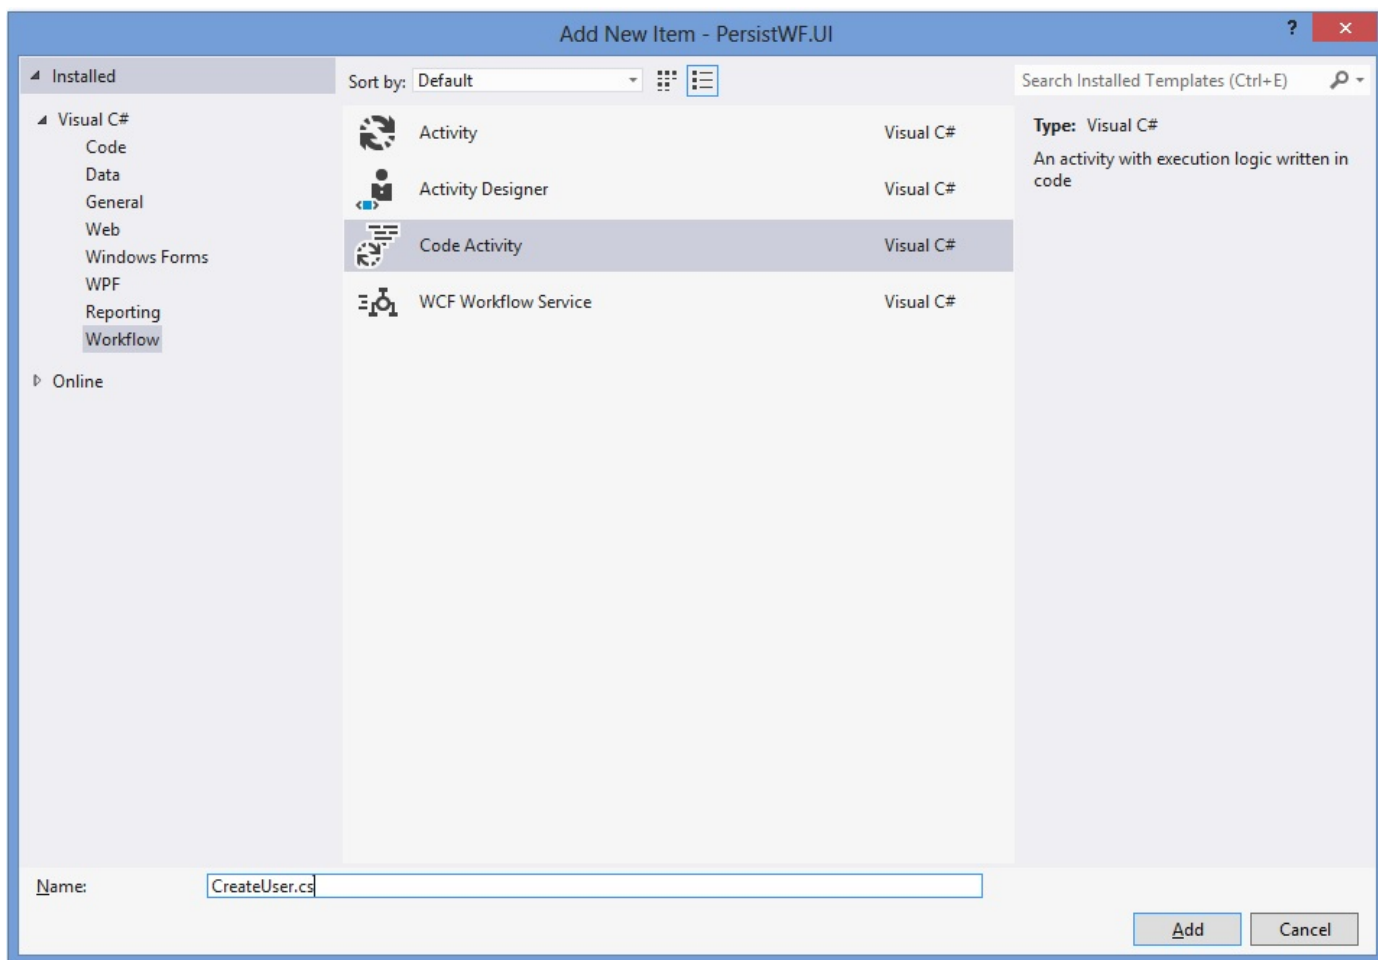 Add New Item - PersistWF.UI
?
Installed
Sort by: Default
Search Installed Templates (Ctrl+E)
Visual C#
Code
Data
General
Web
Windows Forms
WPF
Reporting
Workflow
Online
Activity Visual C#
Activity Designer Visual C#
Code Activity Visual C#
WCF Workflow Service Visual C#
Type: Visual C#
An activity with execution logic written in
code
Name: CreateUser.cs
Add Cancel